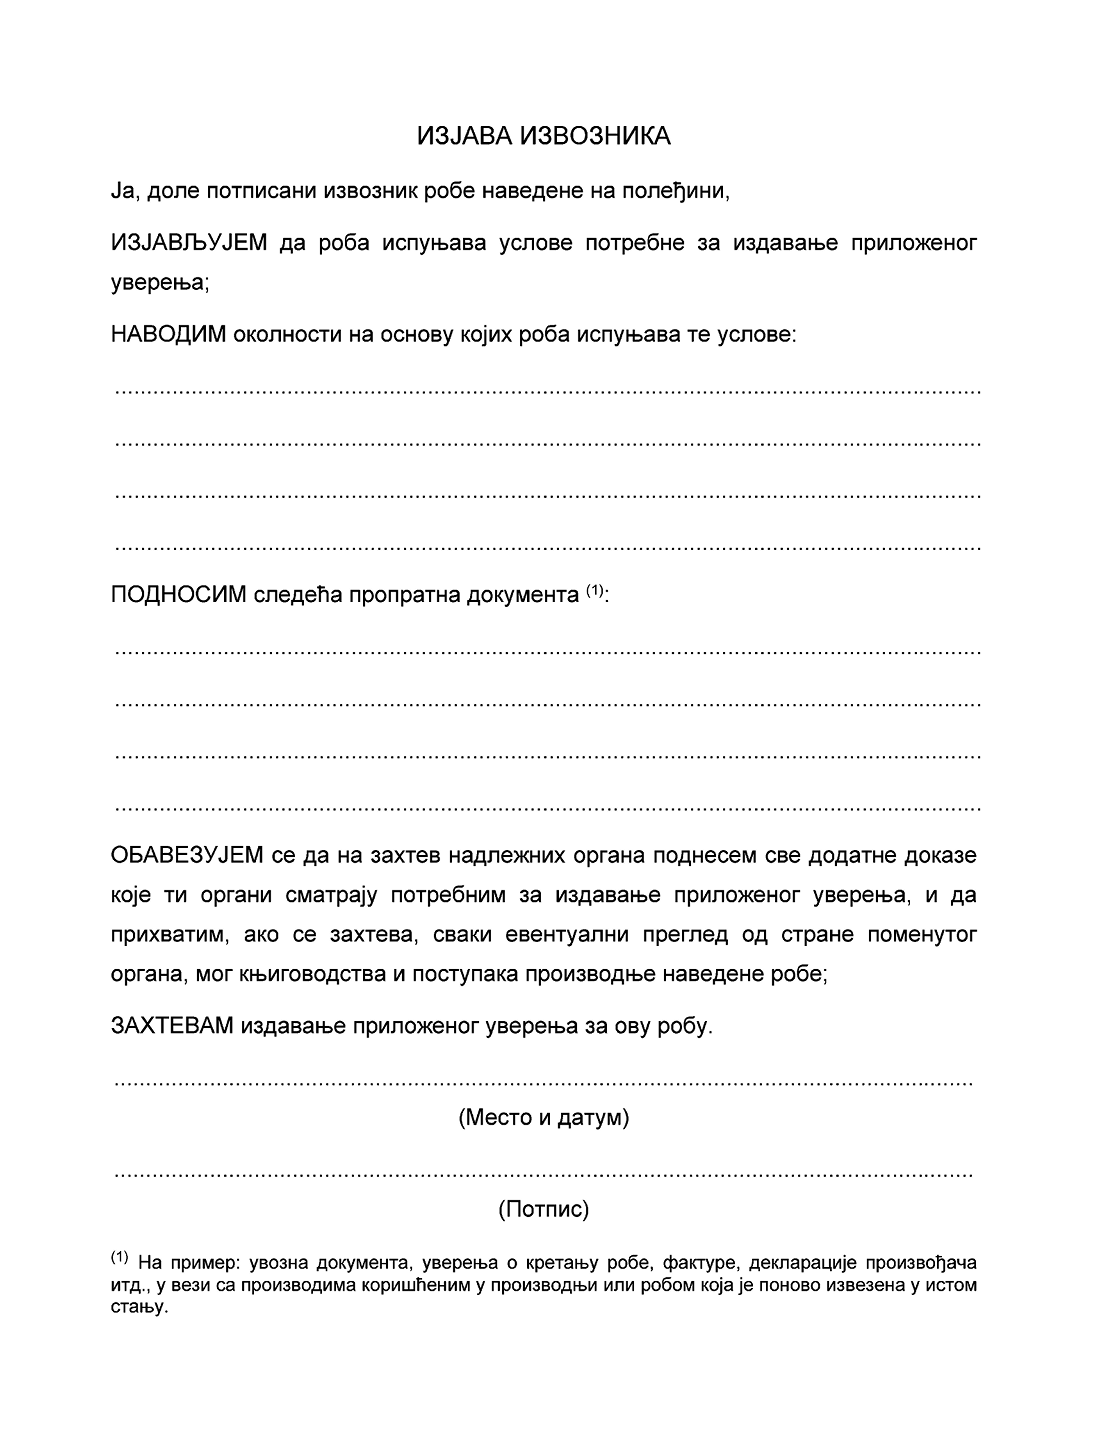 ИЗЈАВА ИЗВОЗНИКА
Ја, доле потписани извозник робе наведене на полеђини,
ИЗЈАВЉУЈЕМ да роба испуњава услове потребне за издавање приложеног
уверења;
НАВОДИМ околности на основу којих роба испуњава те услове:
................................................................................................................................
................................................................................................................................
................................................................................................................................
................................................................................................................................
ПОДНОСИМ следећа пропратна документа (1):
................................................................................................................................
................................................................................................................................
................................................................................................................................
................................................................................................................................
ОБАВЕЗУЈЕМ се да на захтев надлежних органа поднесем све додатне доказе
које ти органи сматрају потребним за издавање приложеног уверења, и да
прихватим, ако се захтева, сваки евентуални преглед од стране поменутог
органа, мог књиговодства и поступака производње наведене робе;
ЗАХТЕВАМ издавање приложеног уверења за ову робу.
................................................................................................................................
(Место и датум)
................................................................................................................................
(Потпис)
(1) На пример: увозна документа, уверења о кретању робе, фактуре, декларације произвођача
итд., у вези са производима коришћеним у производњи или робом која је поново извезена у истом
стању.